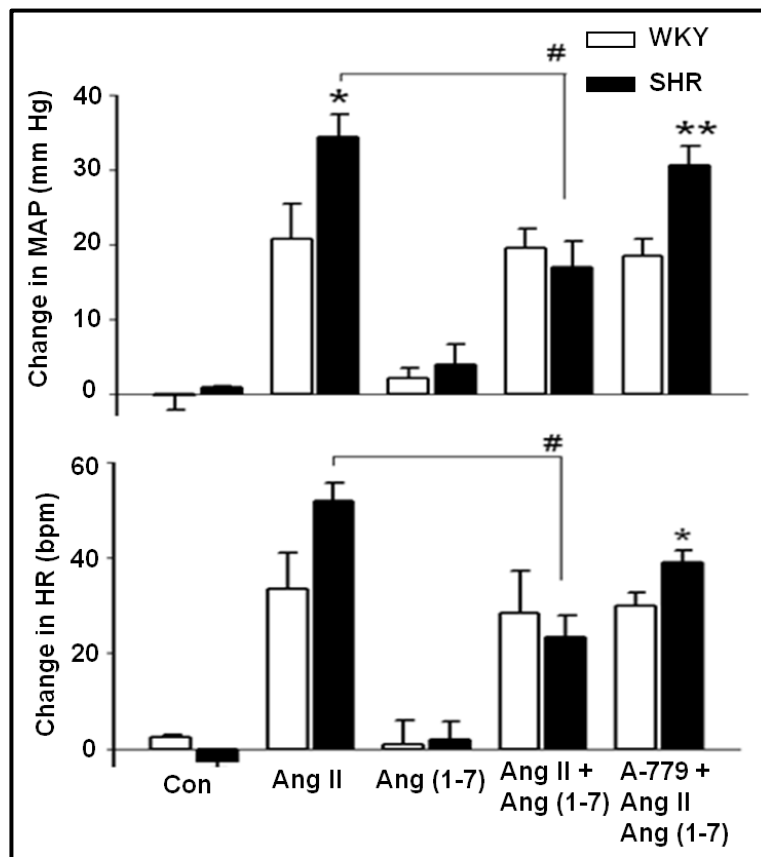 WKY
SHR
#
*
**
Change in MAP (mm Hg)
40
30
20
10
0
#
*
Change in HR (bpm)
60
40
20
0
Con
Ang II
Ang (1-7)
Ang II +
Ang (1-7)
A-779 +
Ang II
Ang (1-7)